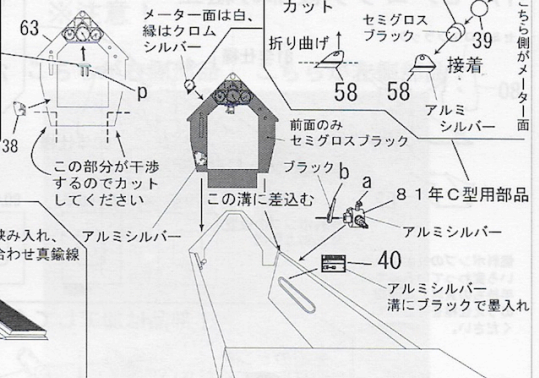 63
メーター面は白、
縁はクロム
シルバー
カット
折り曲げ
セミグロス
ブラック
39
接着
58
58
アルミ
シルバー
こちら側がメーター面
p
38
この部分が干渉
するのでカット
してください
前面のみ
セミグロスブラック
ブラック
b
a
81年C型用部品
この溝に差込む
アルミシルバー
アルミシルバー
挟み入れ、
合わせ真鍮線
40
アルミシルバー
溝にブラックで墨入れ